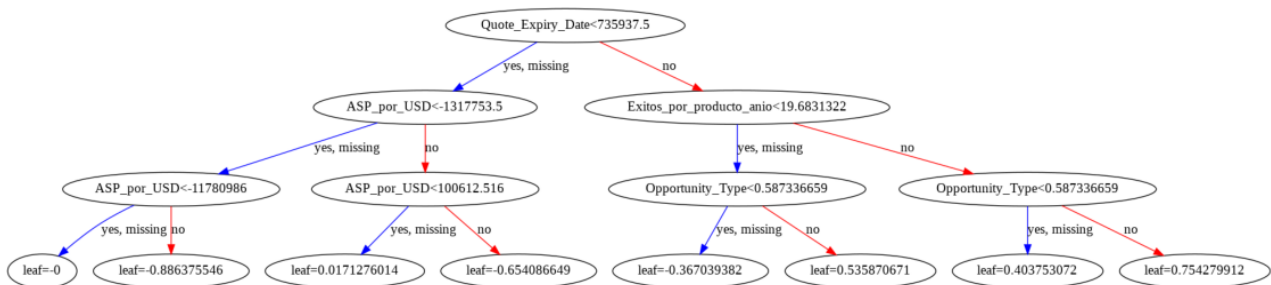 Quote_Expiry_Date<735937.5
yes, missing
no
ASP_por_USD<-1317753.5
Exitos_por_producto_anio<19.6831322
yes, missing
no
yes, missing
no
ASP_por_USD<-11780986
ASP_por_USD<100612.516
Opportunity_Type<0.587336659
Opportunity_Type<0.587336659
yes, missing
no
yes, missing
no
yes, missing
no
yes, missing
no
leaf=-0
leaf=-0.886375546
leaf=0.0171276014
leaf=-0.654086649
leaf=-0.367039382
leaf=0.535870671
leaf=0.403753072
leaf=0.754279912